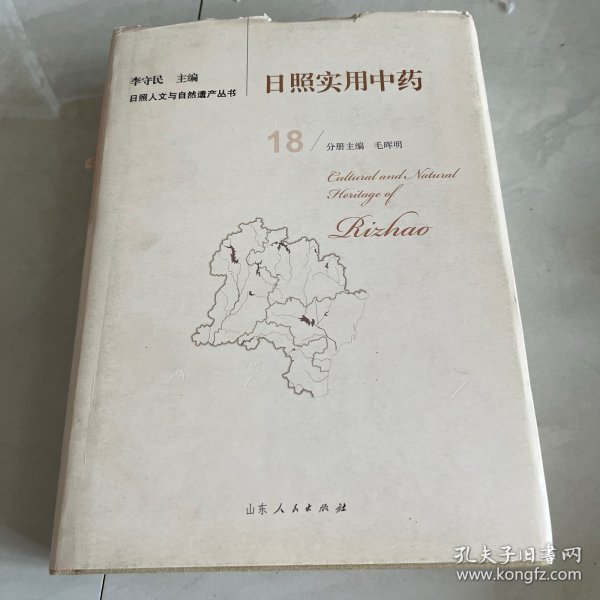 李守民 主编
日照人文与自然遗产丛书
日照实用中药
18 / 分册主编 毛晖明
Cultural and Natural
Heritage of
Rizhao
山东人民出版社
孔夫子旧书网
www.kongfz.com